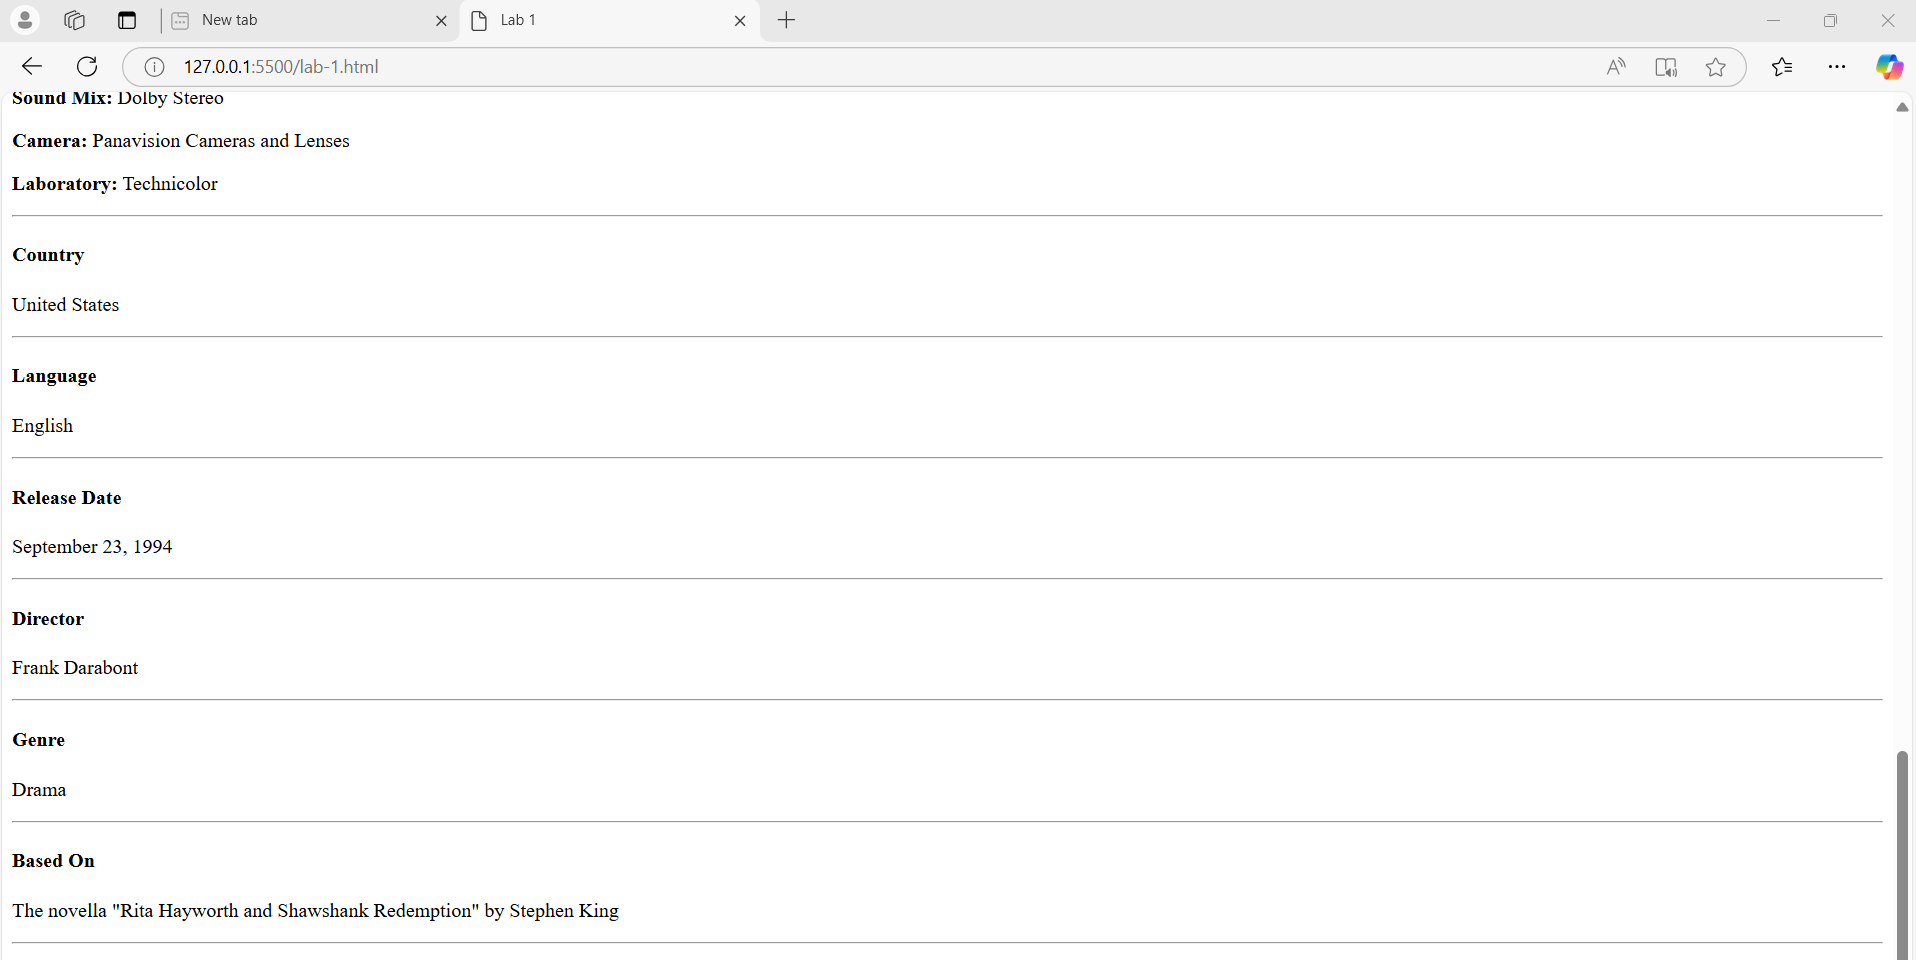 New tab
Lab 1
127.0.0.1:5500/lab-1.html
Sound Mix: Dolby Stereo
Camera: Panavision Cameras and Lenses
Laboratory: Technicolor
Country
United States
Language
English
Release Date
September 23, 1994
Director
Frank Darabont
Genre
Drama
Based On
The novella "Rita Hayworth and Shawshank Redemption" by Stephen King